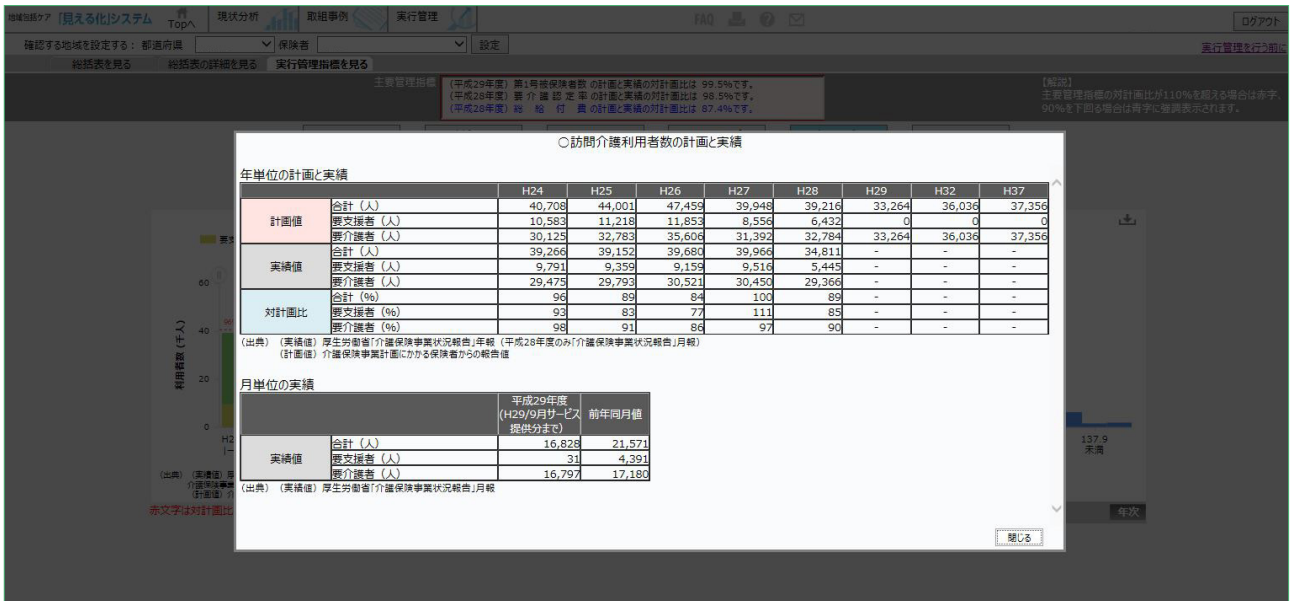 地域包括ケア「見える化」システム Topへ 現状分析 取組事例 実行管理 FAQ ログアウト
確認する地域を設定する： 都道府県 保険者 設定 実行管理を行う前に
総括表を見る 総括表の詳細を見る 実行管理指標を見る
主要管理指標
（平成29年度）第1号被保険者数 の計画と実績の対計画比は 99.5%です。
（平成28年度）要 介 護 認 定 率 の計画と実績の対計画比は 98.5%です。
（平成28年度）総 給 付 費 の計画と実績の対計画比は 87.4%です。
【解説】
主要管理指標の対計画比が110%を超える場合は赤字、
90%を下回る場合は青字に強調表示されます。
○訪問介護利用者数の計画と実績
年単位の計画と実績
H24 H25 H26 H27 H28 H29 H32 H37
計画値 合計（人） 40,708 44,001 47,459 39,948 39,216 33,264 36,036 37,356
要支援者（人） 10,583 11,218 11,853 8,556 6,432 0 0 0
要介護者（人） 30,125 32,783 35,606 31,392 32,784 33,264 36,036 37,356
実績値 合計（人） 39,266 39,152 39,680 39,966 34,811 - - -
要支援者（人） 9,791 9,359 9,159 9,516 5,445 - - -
要介護者（人） 29,475 29,793 30,521 30,450 29,366 - - -
対計画比 合計（%） 96 89 84 100 89 - - -
要支援者（%） 93 83 77 111 85 - - -
要介護者（%） 98 91 86 97 90 - - -
（出典）（実績値）厚生労働省「介護保険事業状況報告」年報（平成28年度のみ「介護保険事業状況報告」月報）
（計画値）介護保険事業計画にかかる保険者からの報告値
月単位の実績
平成29年度
(H29/9月サービス
提供分まで)
前年同月値
実績値 合計（人） 16,828 21,571
要支援者（人） 31 4,391
要介護者（人） 16,797 17,180
（出典）（実績値）厚生労働省「介護保険事業状況報告」月報
閉じる
要支
利用者数（千人）
60
40
20
0
H2
137.9
未満
（出典）（実績値）厚
介護保険事業
（計画値）介
赤文字は対計画比
年次